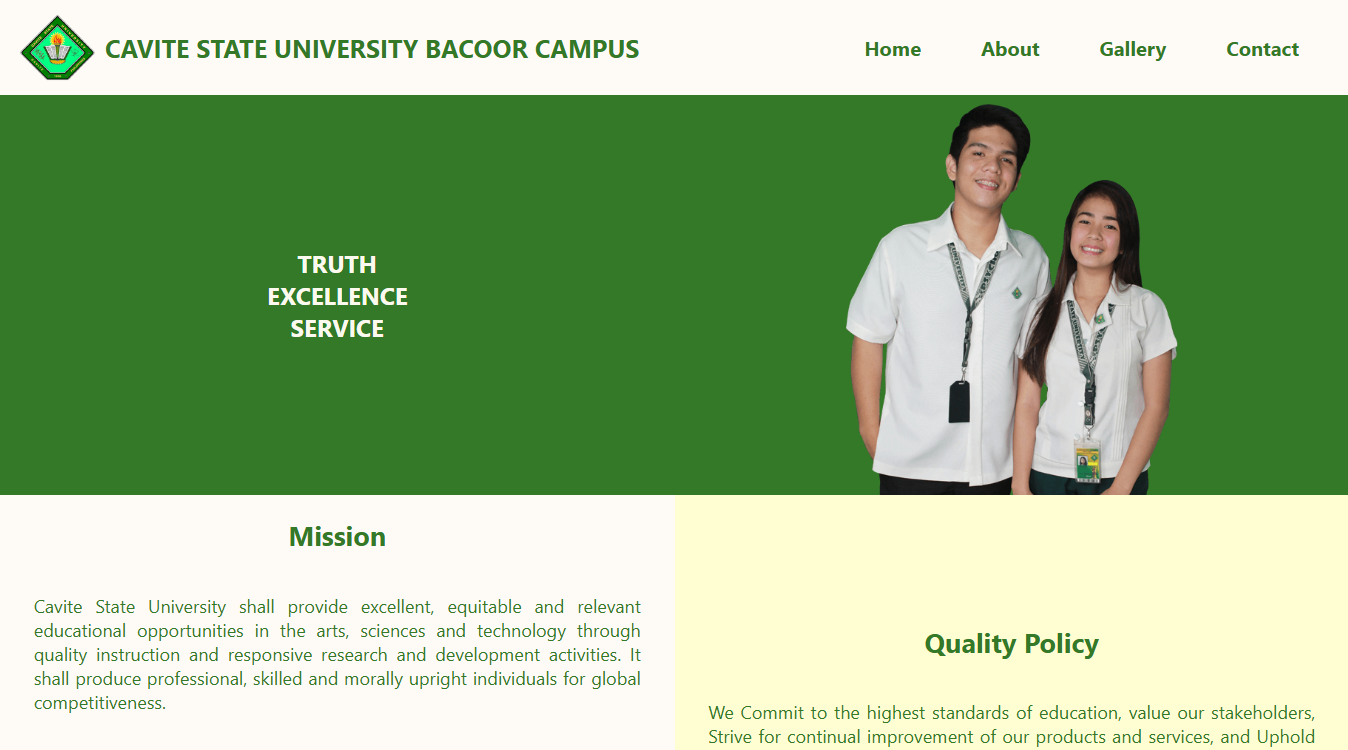 CAVITE STATE UNIVERSITY BACOOR CAMPUS
Home About Gallery Contact
TRUTH
EXCELLENCE
SERVICE
Mission
Cavite State University shall provide excellent, equitable and relevant
educational opportunities in the arts, sciences and technology through
quality instruction and responsive research and development activities. It
shall produce professional, skilled and morally upright individuals for global
competitiveness.
Quality Policy
We Commit to the highest standards of education, value our stakeholders,
Strive for continual improvement of our products and services, and Uphold